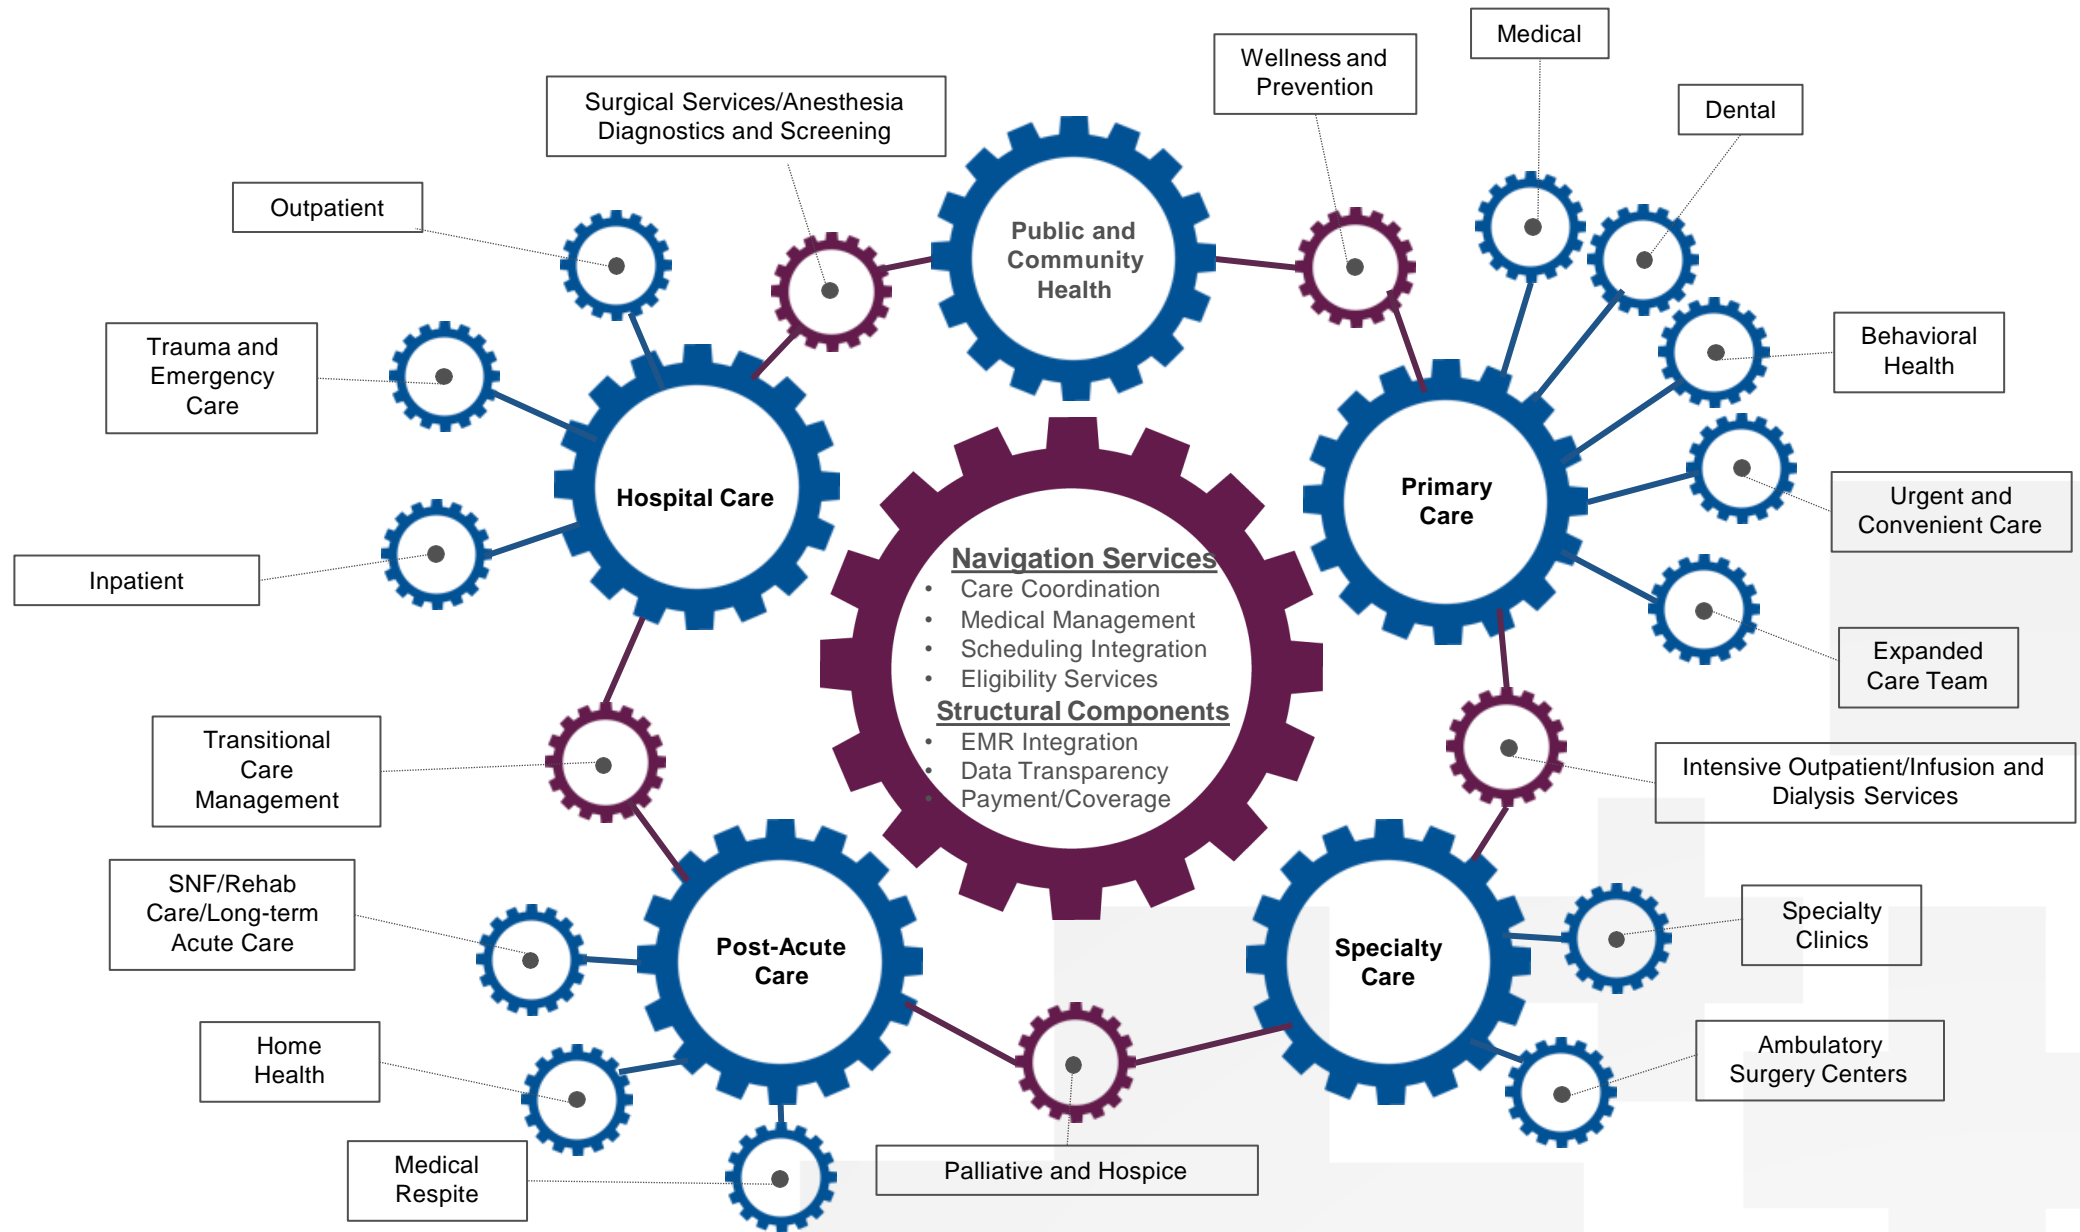 Medical
Wellness and
Prevention
Surgical Services/Anesthesia
Diagnostics and Screening
Dental
Outpatient
Public and
Community
Health
Trauma and
Emergency
Care
Behavioral
Health
Hospital Care
Primary
Care
Urgent and
Convenient Care
Inpatient
Navigation Services
• Care Coordination
• Medical Management
• Scheduling Integration
• Eligibility Services
Structural Components
• EMR Integration
• Data Transparency
• Payment/Coverage
Expanded
Care Team
Transitional
Care
Management
Intensive Outpatient/Infusion and
Dialysis Services
SNF/Rehab
Care/Long-term
Acute Care
Post-Acute
Care
Specialty
Care
Specialty
Clinics
Home
Health
Ambulatory
Surgery Centers
Medical
Respite
Palliative and Hospice